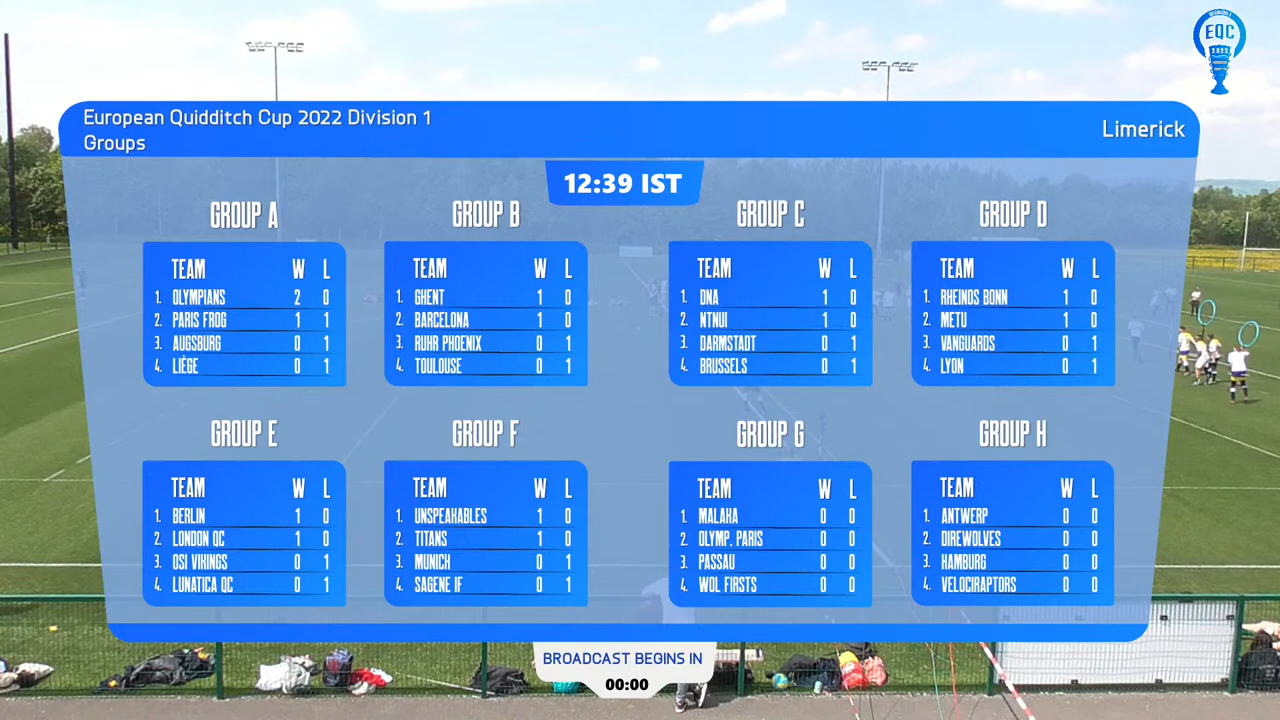 DIVISION 1
EQC
2022
European Quidditch Cup 2022 Division 1
Groups
Limerick
12:39 IST
GROUP A
TEAM W L
1. OLYMPIANS 2 0
2. PARIS FROG 1 1
3. AUGSBURG 0 1
4. LIÈGE 0 1
GROUP B
TEAM W L
1. GHENT 1 0
2. BARCELONA 1 0
3. RUHR PHOENIX 0 1
4. TOULOUSE 0 1
GROUP C
TEAM W L
1. DNA 1 0
2. NTNUI 1 0
3. DARMSTADT 0 1
4. BRUSSELS 0 1
GROUP D
TEAM W L
1. RHEINOS BONN 1 0
2. METU 1 0
3. VANGUARDS 0 1
4. LYON 0 1
GROUP E
TEAM W L
1. BERLIN 1 0
2. LONDON QC 1 0
3. OSI VIKINGS 0 1
4. LUNATICA QC 0 1
GROUP F
TEAM W L
1. UNSPEAKABLES 1 0
2. TITANS 1 0
3. MUNICH 0 1
4. SAGENE IF 0 1
GROUP G
TEAM W L
1. MALAKA 0 0
2. OLYMP. PARIS 0 0
3. PASSAU 0 0
4. WOL FIRSTS 0 0
GROUP H
TEAM W L
1. ANTWERP 0 0
2. DIREWOLVES 0 0
3. HAMBURG 0 0
4. VELOCIRAPTORS 0 0
BROADCAST BEGINS IN
00:00